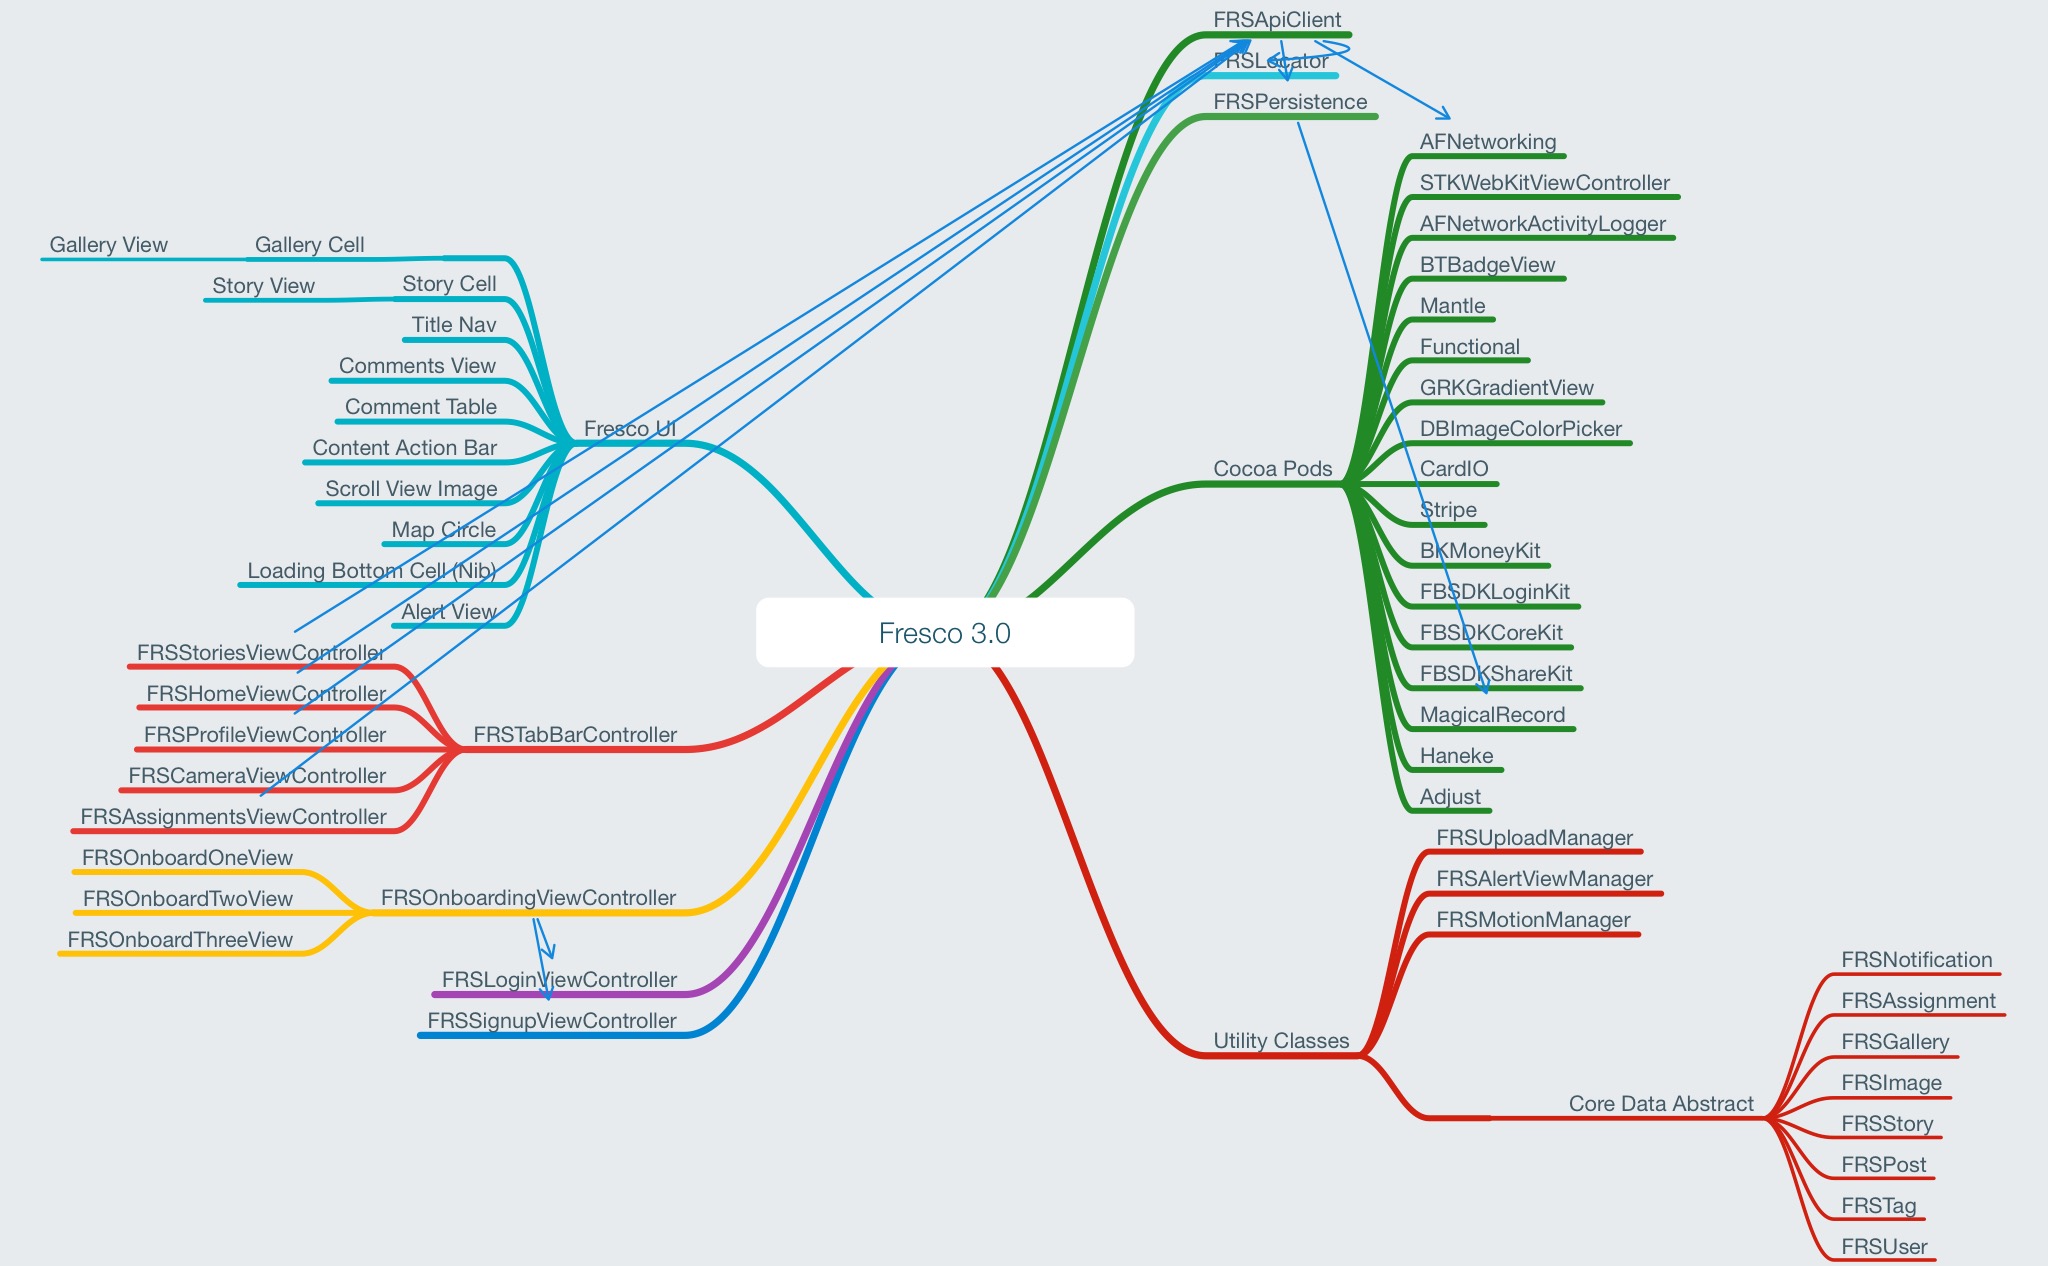 FRSApiClient
FRSLocator
FRSPersistence
AFNetworking
STKWebKitViewController
AFNetworkActivityLogger
BTBadgeView
Mantle
Functional
GRKGradientView
DBImageColorPicker
Cocoa Pods
CardIO
Stripe
BKMoneyKit
FBSDKLoginKit
FBSDKCoreKit
FBSDKShareKit
MagicalRecord
Haneke
Adjust
Gallery View
Gallery Cell
Story View
Story Cell
Title Nav
Comments View
Comment Table
Fresco UI
Content Action Bar
Scroll View Image
Map Circle
Loading Bottom Cell (Nib)
Alert View
Fresco 3.0
FRSStoriesViewController
FRSHomeViewController
FRSProfileViewController
FRSTabBarController
FRSCameraViewController
FRSAssignmentsViewController
FRSOnboardOneView
FRSOnboardTwoView
FRSOnboardingViewController
FRSOnboardThreeView
FRSLoginViewController
FRSSignupViewController
FRSUploadManager
FRSAlertViewManager
FRSMotionManager
Utility Classes
Core Data Abstract
FRSNotification
FRSAssignment
FRSGallery
FRSImage
FRSStory
FRSPost
FRSTag
FRSUser